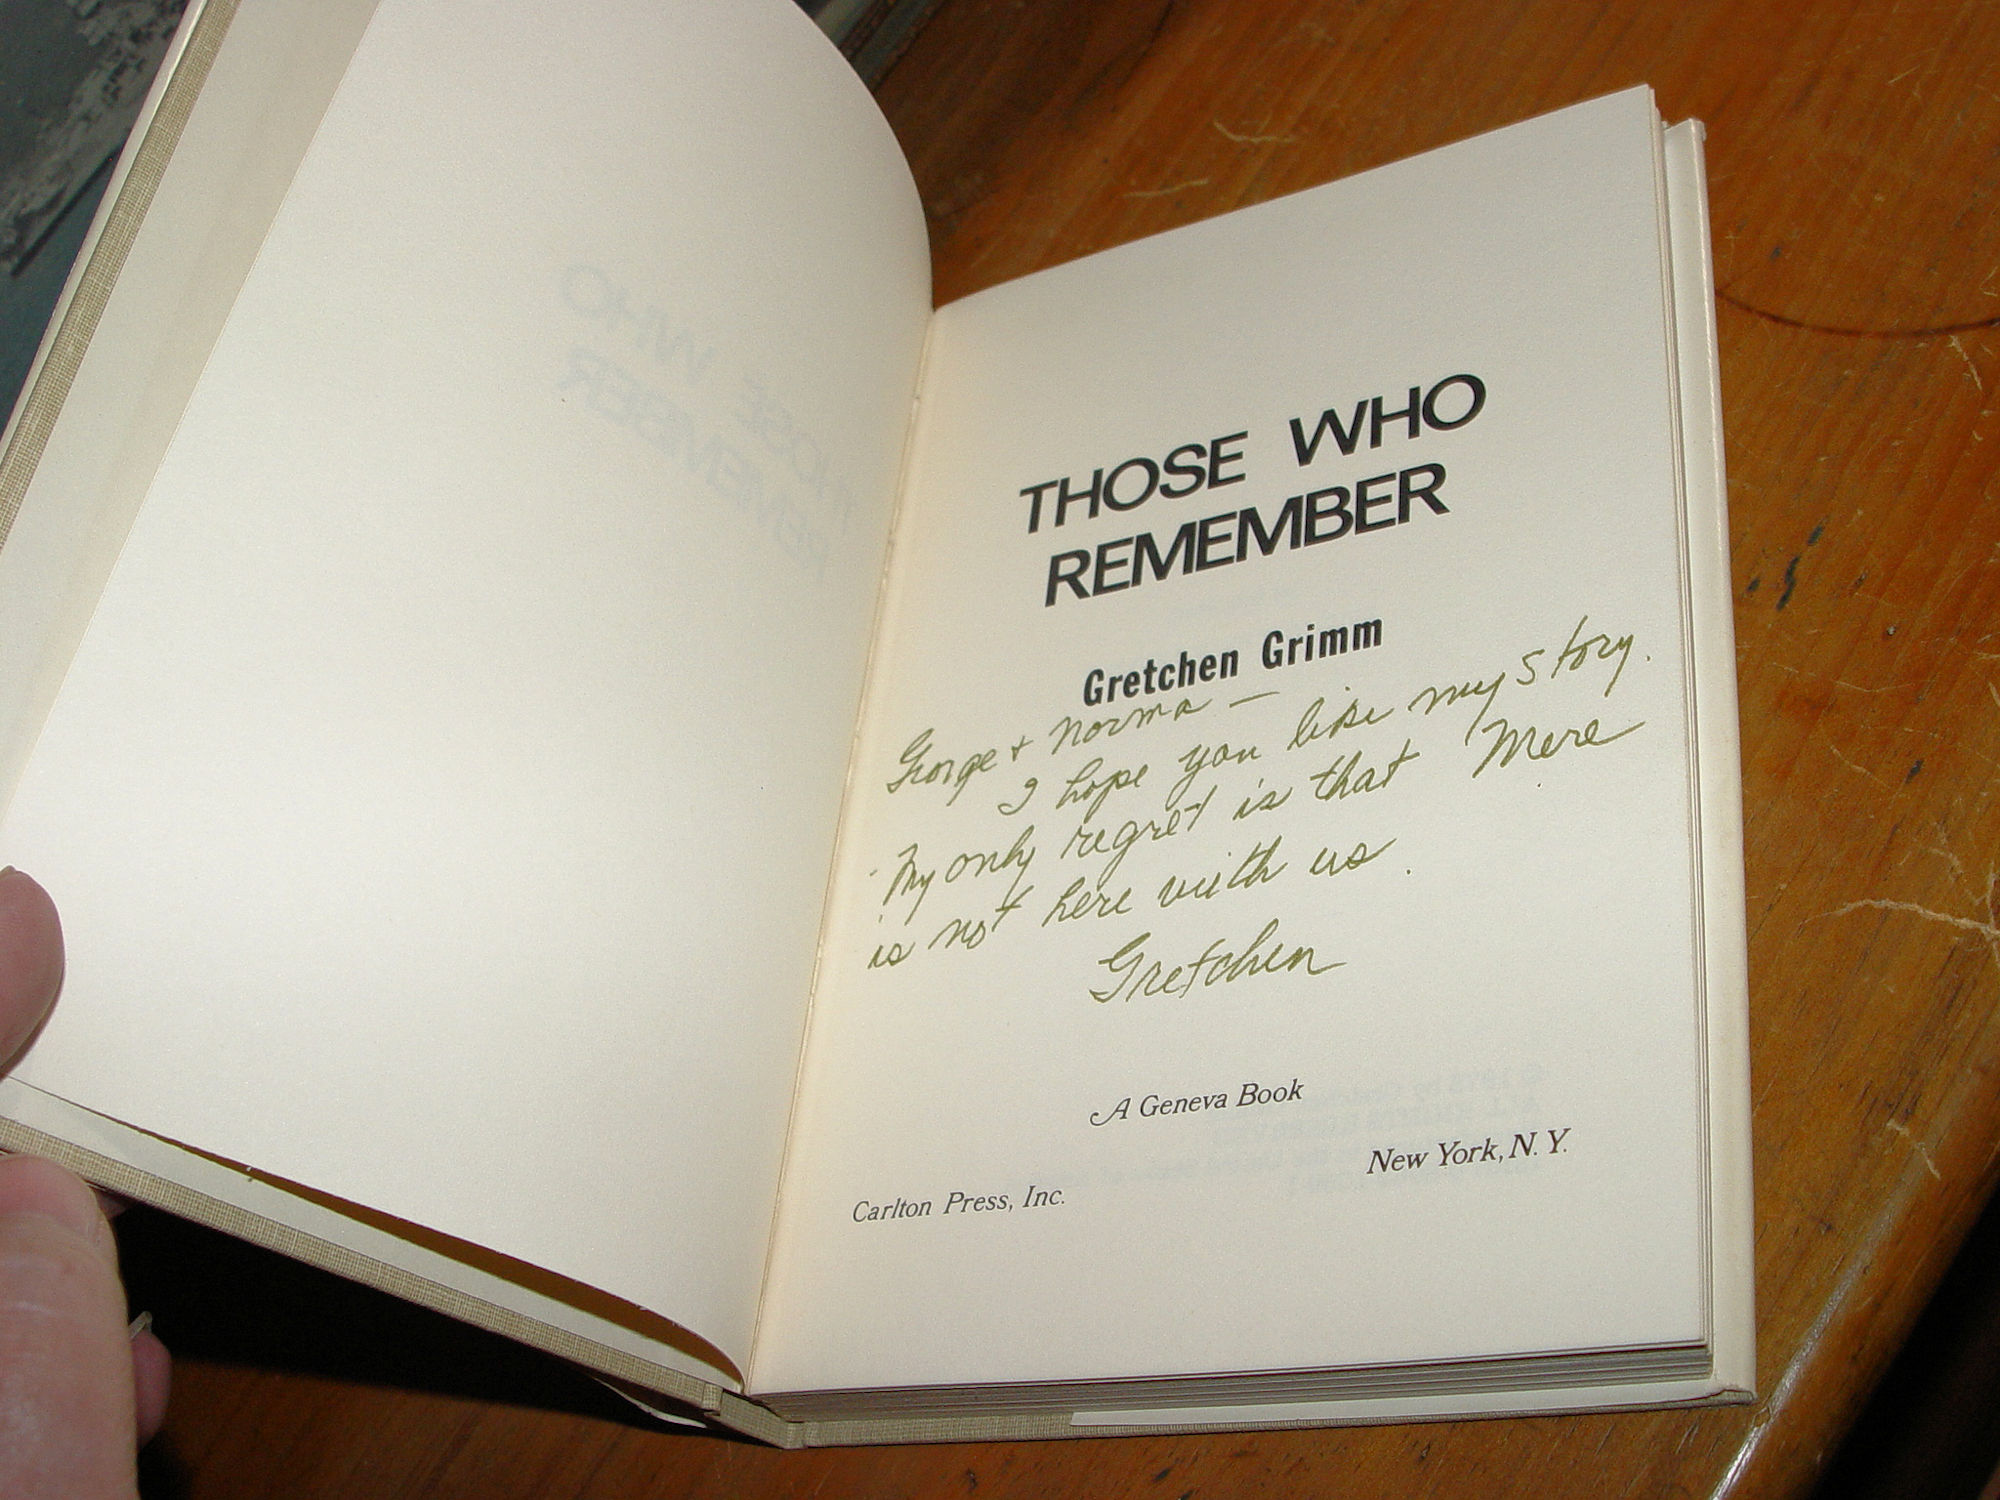 THOSE WHO
REMEMBER
Gretchen Grimm
George + Norma —
I hope you like my story.
My only regret is that Mere
is not here with us.
Gretchen
A Geneva Book
Carlton Press, Inc.
New York, N. Y.